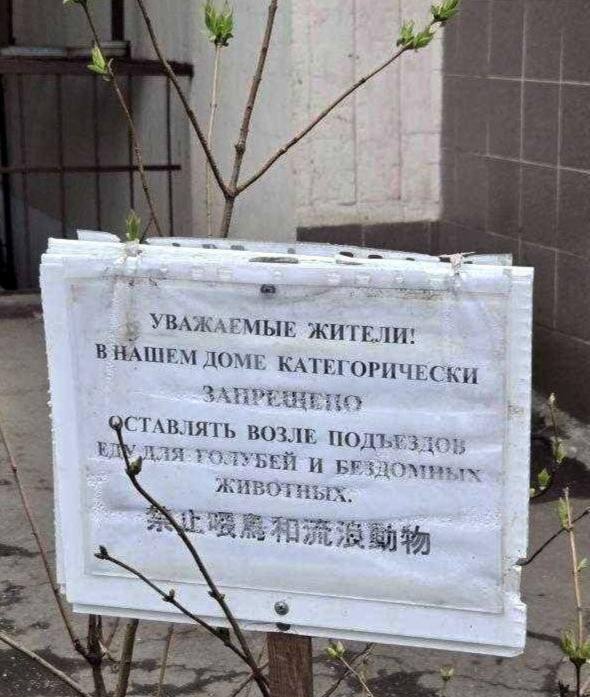 УВАЖАЕМЫЕ ЖИТЕЛИ!
В НАШЕМ ДОМЕ КАТЕГОРИЧЕСКИ
ЗАПРЕЩЕНО
ОСТАВЛЯТЬ ВОЗЛЕ ПОДЪЕЗДОВ
ЕДУ ДЛЯ ГОЛУБЕЙ И БЕЗДОМНЫХ
ЖИВОТНЫХ.
禁止喂鳥和流浪動物